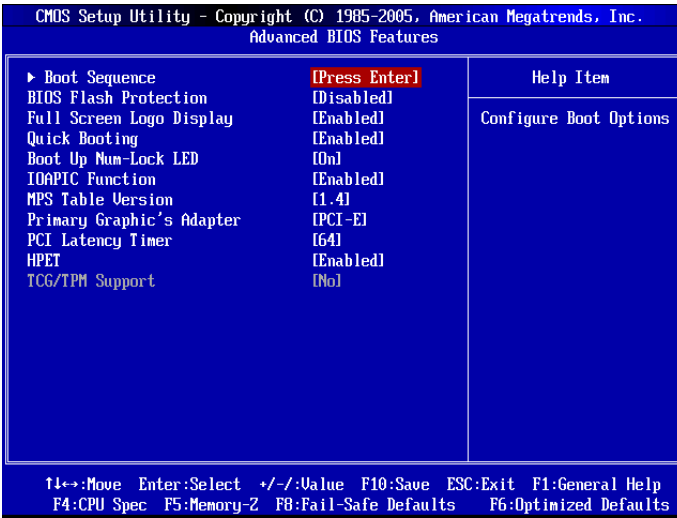 CMOS Setup Utility - Copyright (C) 1985-2005, American Megatrends, Inc.
Advanced BIOS Features
▶ Boot Sequence [Press Enter]
BIOS Flash Protection [Disabled]
Full Screen Logo Display [Enabled]
Quick Booting [Enabled]
Boot Up Num-Lock LED [On]
IOAPIC Function [Enabled]
MPS Table Version [1.4]
Primary Graphic's Adapter [PCI-E]
PCI Latency Timer [64]
HPET [Enabled]
TCG/TPM Support [No]
Help Item
Configure Boot Options
↑↓↔:Move Enter:Select +/-/:Value F10:Save ESC:Exit F1:General Help
F4:CPU Spec F5:Memory-Z F8:Fail-Safe Defaults F6:Optimized Defaults